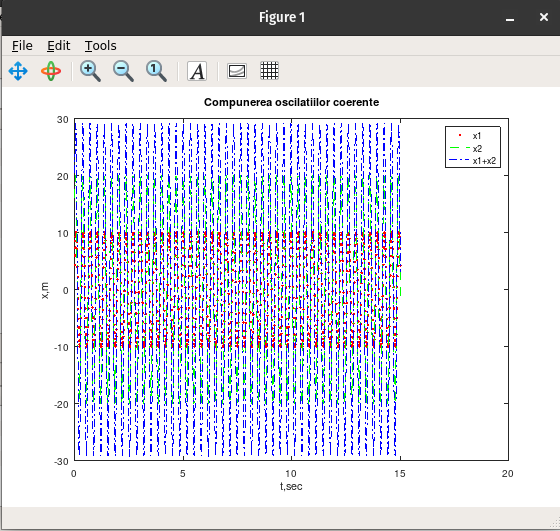 Figure 1
File Edit Tools
A
Compunerea oscilatiilor coerente
x1
x2
x1+x2
30
20
10
0
-10
-20
-30
x,m
0 5 10 15 20
t,sec